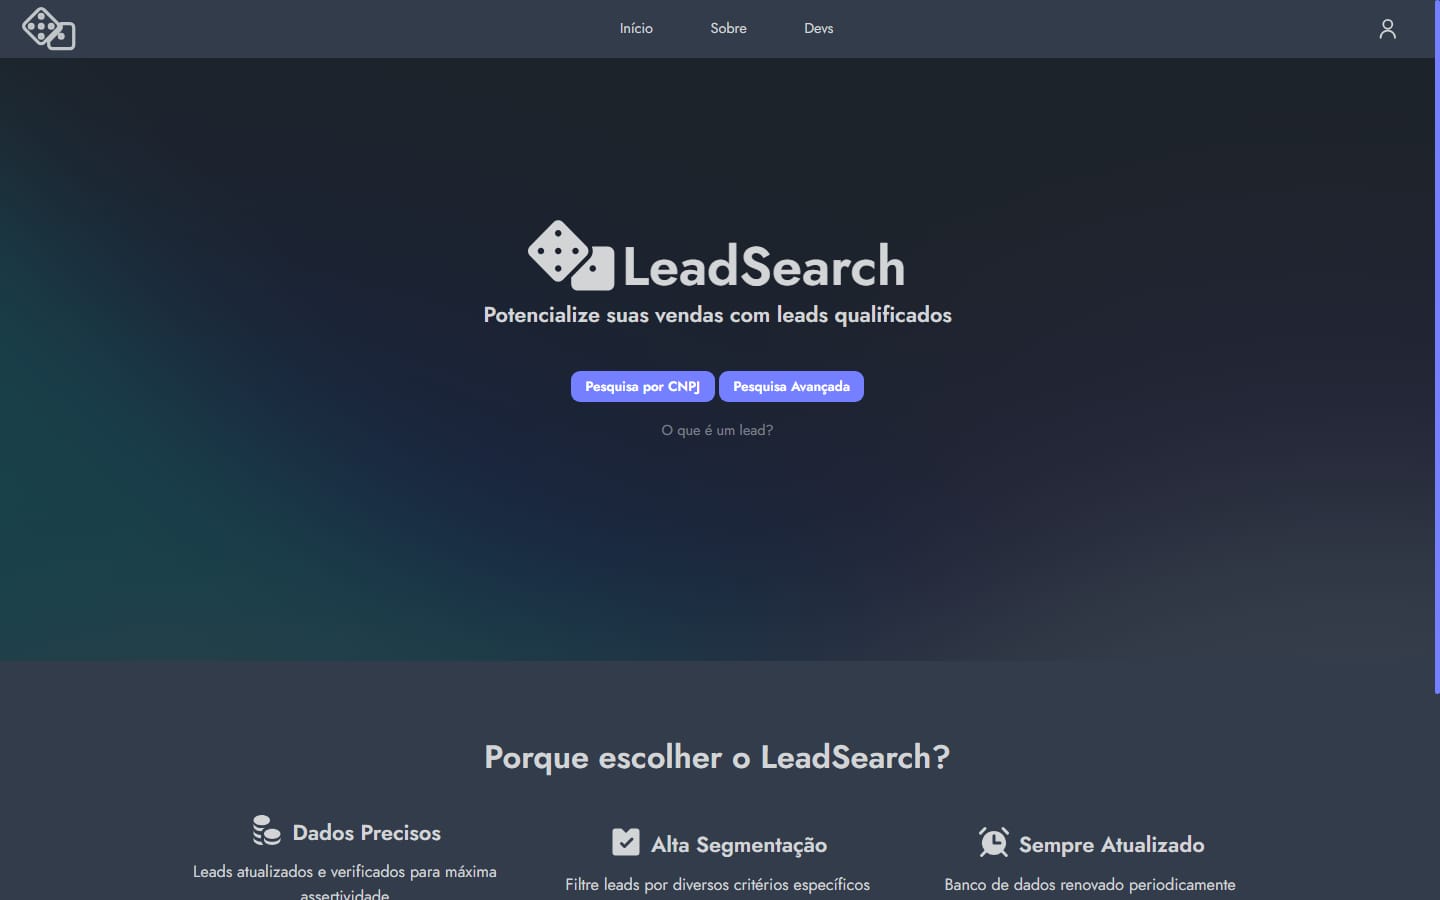 Início
Sobre
Devs
LeadSearch
Potencialize suas vendas com leads qualificados
Pesquisa por CNPJ
Pesquisa Avançada
O que é um lead?
Porque escolher o LeadSearch?
Dados Precisos
Leads atualizados e verificados para máxima
assertividade
Alta Segmentação
Filtre leads por diversos critérios específicos
Sempre Atualizado
Banco de dados renovado periodicamente